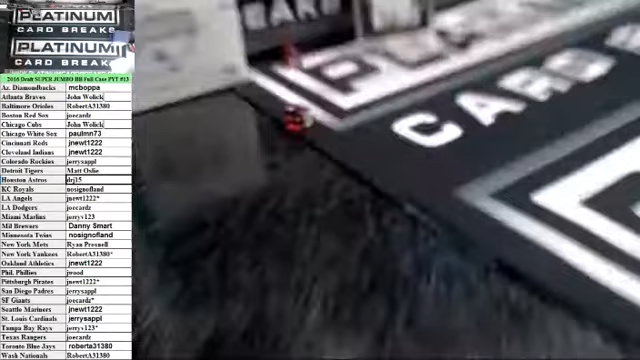 PLATINUM
CARD BREAKS
PLATINUM
CARD BREAKS
2016 Draft SUPER JUMBO BB Full Case PYT #13
Az. Diamondbacks mcboppa
Atlanta Braves John Wolick
Baltimore Orioles RobertA31380
Boston Red Sox joecardz
Chicago Cubs John Wolick
Chicago White Sox paulmn73
Cincinnati Reds jnewt1222
Cleveland Indians jnewt1222
Colorado Rockies jerrysappl
Detroit Tigers Matt Oslie
Houston Astros drj15
KC Royals nosignofland
LA Angels jnewt1222*
LA Dodgers joecardz
Miami Marlins jerrys123
Mil Brewers Danny Smart
Minnesota Twins nosignofland
New York Mets Ryan Presnell
New York Yankees RobertA31380*
Oakland Athletics jnewt1222
Phil. Phillies jwood
Pittsburgh Pirates jnewt1222*
San Diego Padres jerrysappl
SF Giants joecardz*
Seattle Mariners jnewt1222
St. Louis Cardinals jerrysappl
Tampa Bay Rays jerrys123*
Texas Rangers joecardz
Toronto Blue Jays roberta31380
Wash Nationals RobertA31380
CARD